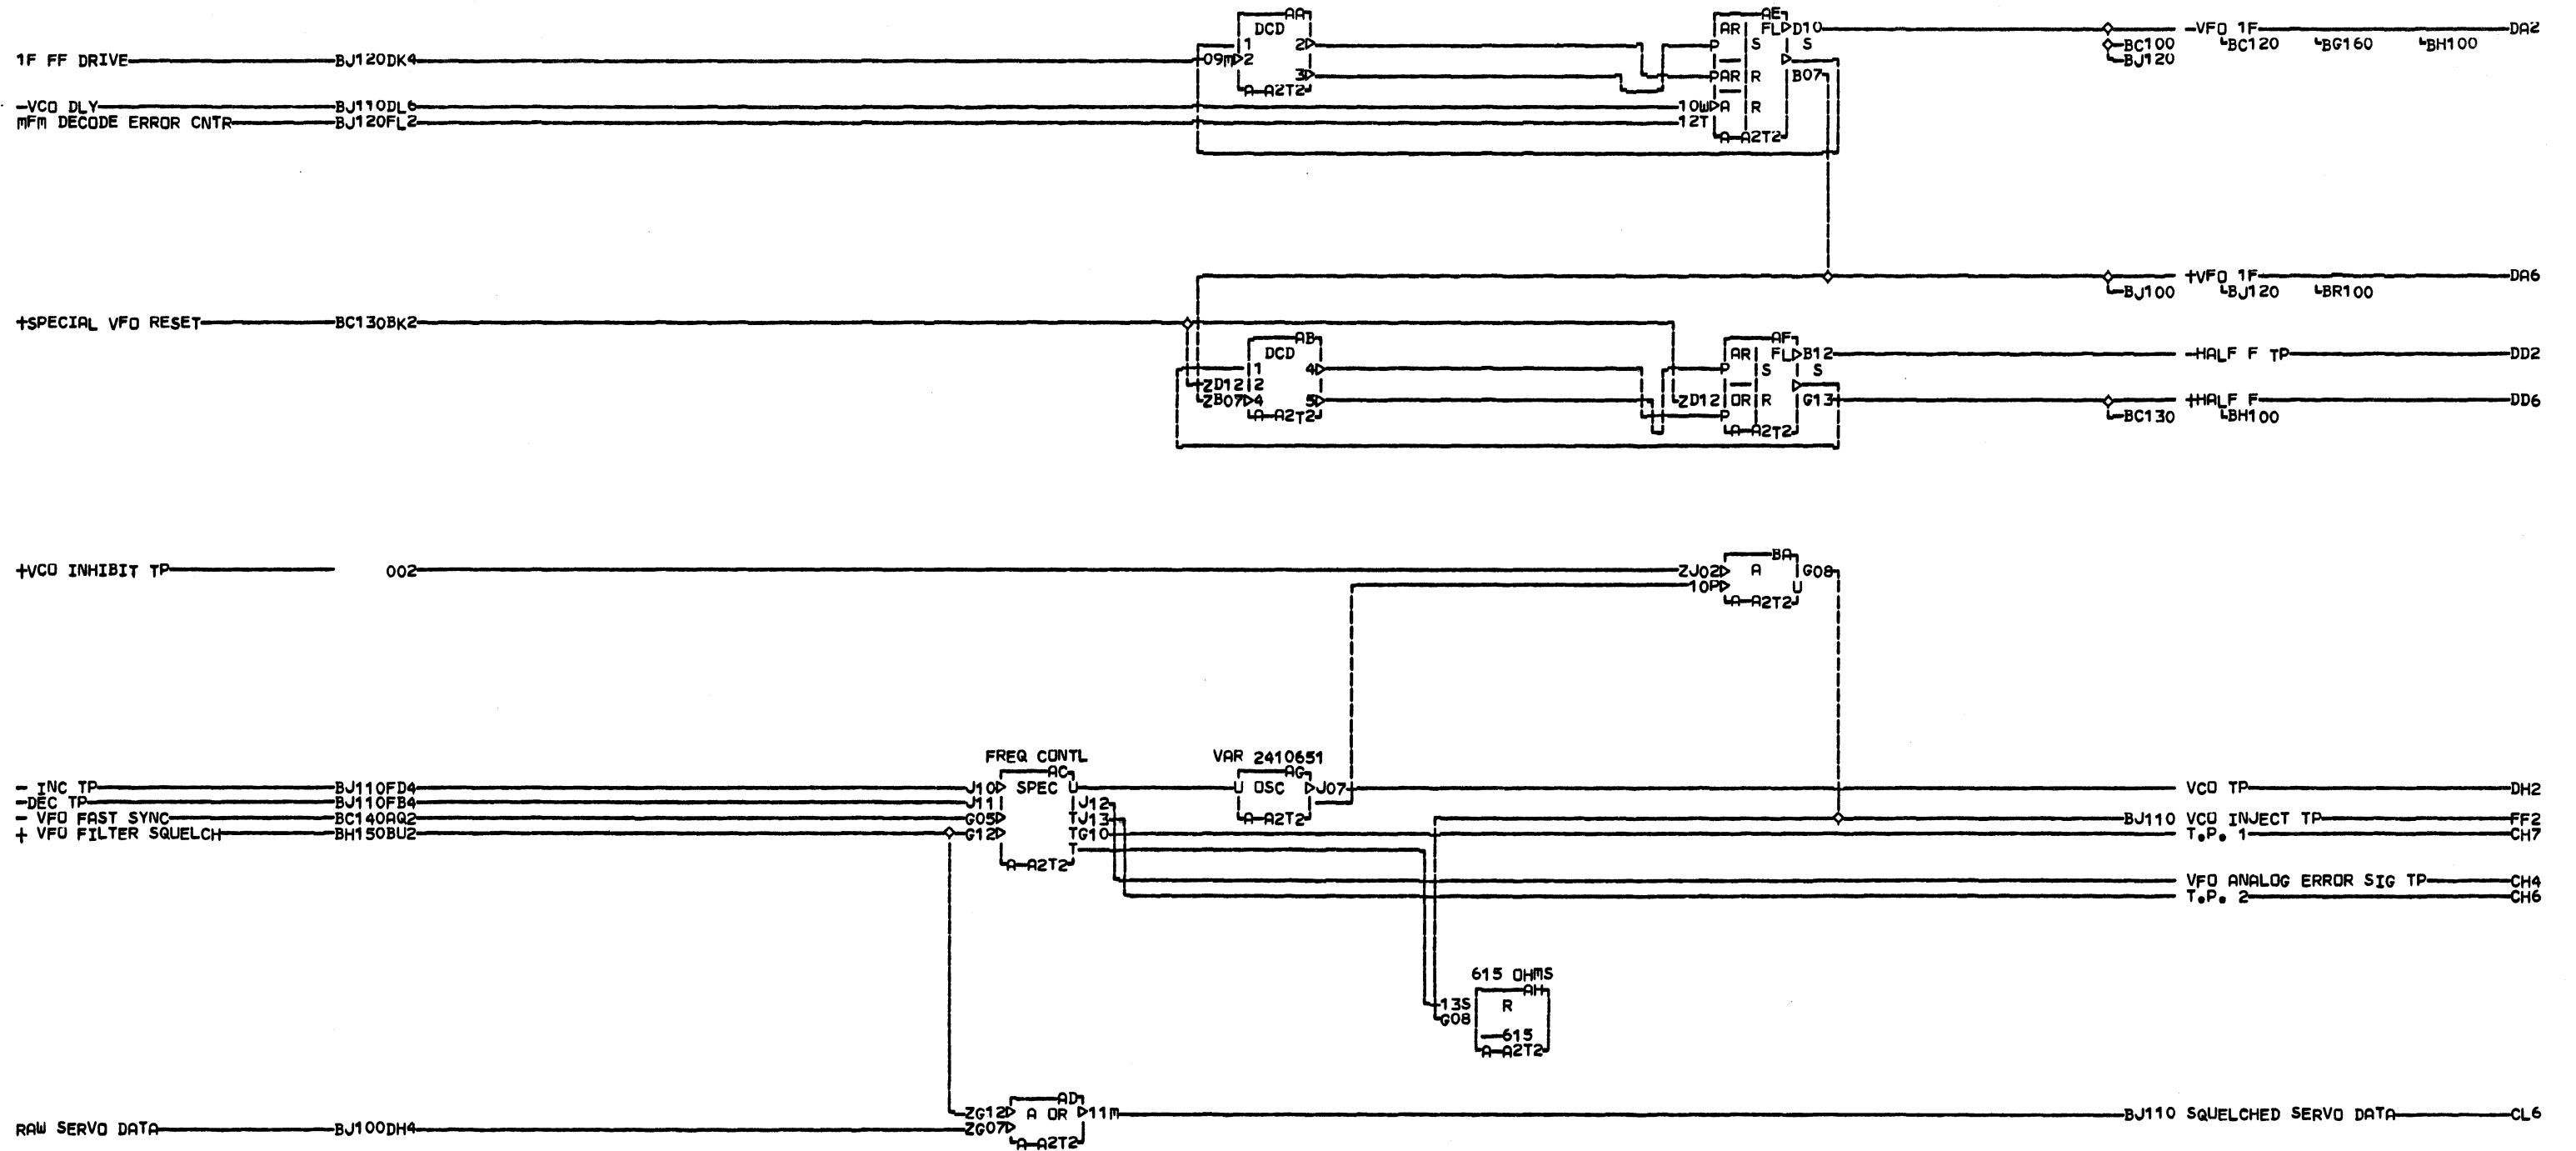 AA
DCD
1 2
1F FF DRIVE BJ120DK4 09m 2
3
A A2T2
AE
AR FL D10 -VFO 1F DA2
P S S BC100 BC120 BG160 BH100
BJ120
P AR R B07
-VCO DLY BJ110DL6 10W A R
mFm DECODE ERROR CNTR BJ120FL2 12T
A A2T2
+VFO 1F DA6
BJ100 BJ120 BR100
+SPECIAL VFO RESET BC130BK2
AB
DCD
1 4
ZD12 2
ZB07 4 5
A A2T2
AF
AR FL B12 -HALF F TP DD2
P S S
ZD12 OR R G13 +HALF F DD6
P BC130 BH100
A A2T2
BA
+VCO INHIBIT TP 002 ZJ02 A G08
10P U
A A2T2
FREQ CONTL VAR 2410651
AC AG
- INC TP BJ110FD4 J10 SPEC U U OSC J07 VCO TP DH2
-DEC TP BJ110FB4 J11 J12
- VFO FAST SYNC BC140AQ2 G05 TJ13 A A2T2 BJ110 VCO INJECT TP FF2
+ VFO FILTER SQUELCH BH150BU2 G12 TG10 T.P. 1 CH7
T
A A2T2
VFO ANALOG ERROR SIG TP CH4
T.P. 2 CH6
615 OHMS
AH
13S R
G08
615
A A2T2
AD
ZG12 A OR 11m BJ110 SQUELCHED SERVO DATA CL6
RAW SERVO DATA BJ100DH4 ZG07
A A2T2